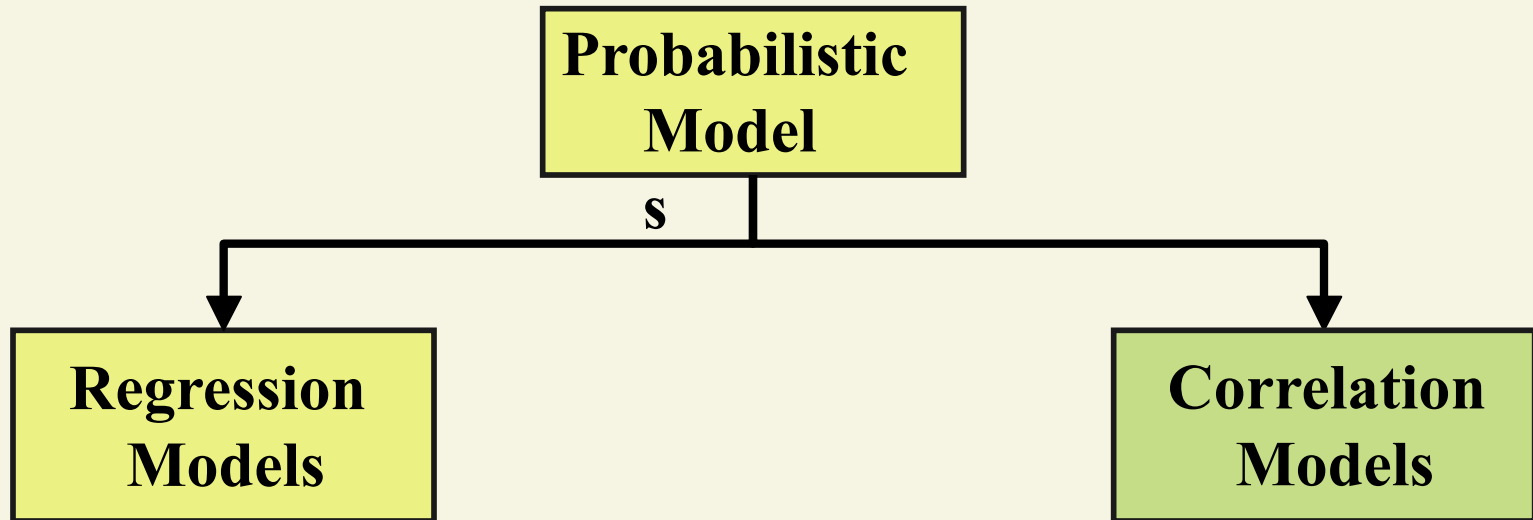 Probabilistic
Model
s
Regression
Models
Correlation
Models